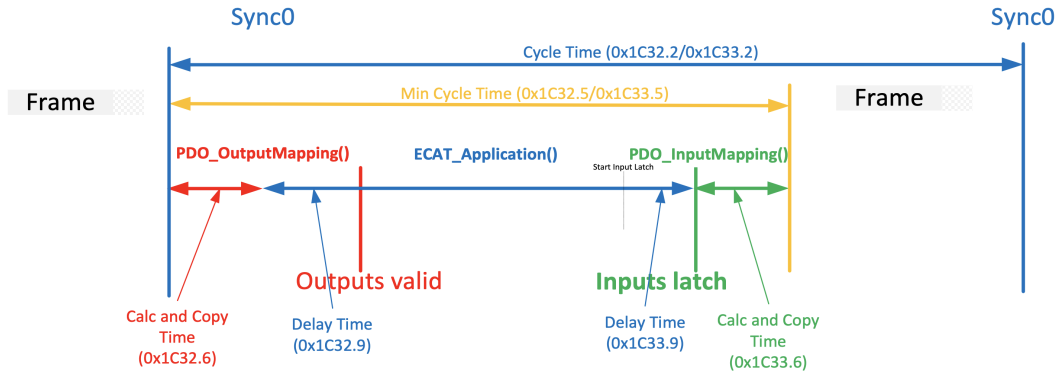 Sync0
Sync0
Cycle Time (0x1C32.2/0x1C33.2)
Frame
Min Cycle Time (0x1C32.5/0x1C33.5)
Frame
PDO_OutputMapping()
ECAT_Application()
PDO_InputMapping()
Start Input Latch
Outputs valid
Inputs latch
Calc and Copy
Time
(0x1C32.6)
Delay Time
(0x1C32.9)
Delay Time
(0x1C33.9)
Calc and Copy
Time
(0x1C33.6)